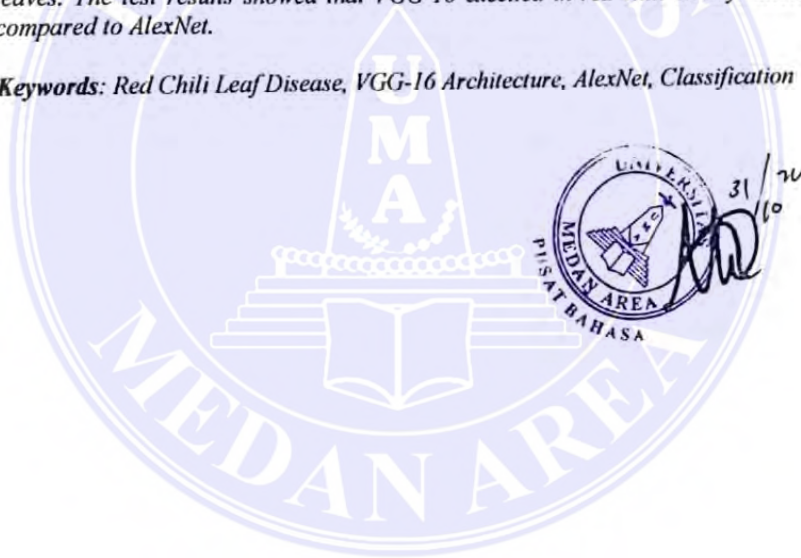 compared to AlexNet.
Keywords: Red Chili Leaf Disease, VGG-16 Architecture, AlexNet, Classification
UMA
MEDAN AREA
UNIVERSITAS
MEDAN AREA
PUSAT BAHASA
31/10